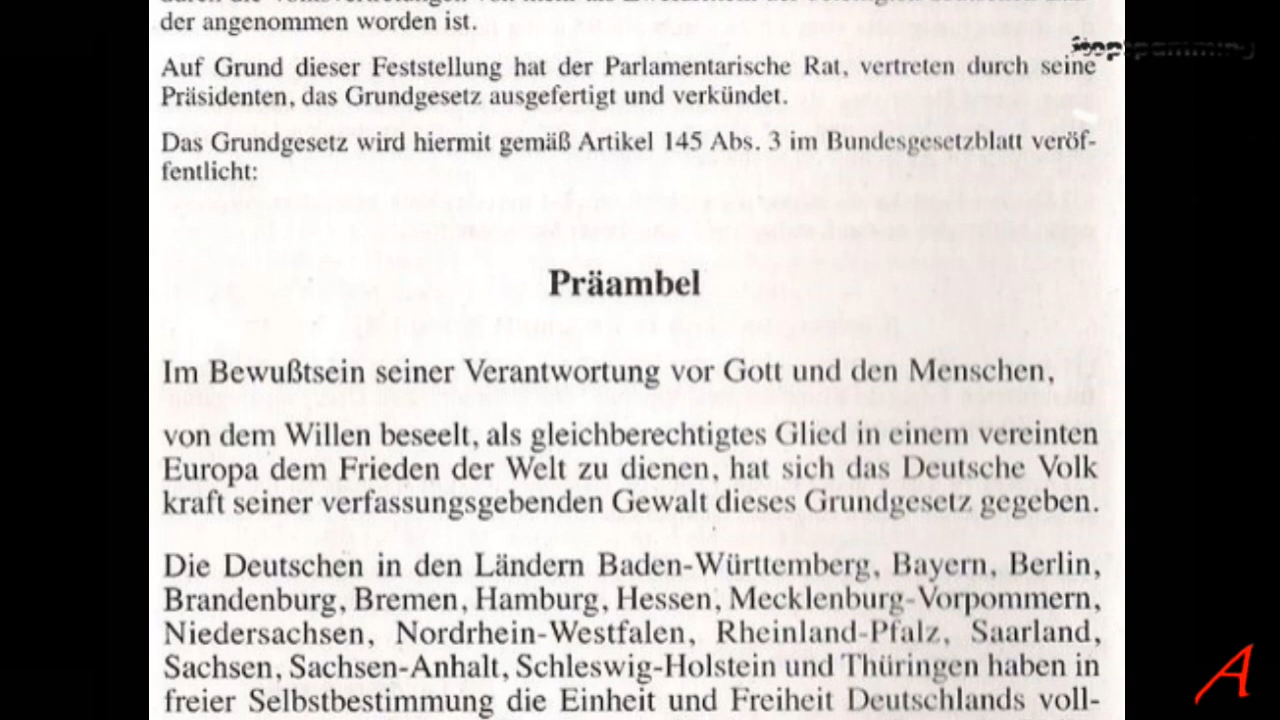 der angenommen worden ist.
Auf Grund dieser Feststellung hat der Parlamentarische Rat, vertreten durch seine
Präsidenten, das Grundgesetz ausgefertigt und verkündet.
Das Grundgesetz wird hiermit gemäß Artikel 145 Abs. 3 im Bundesgesetzblatt veröf-
fentlicht:
Präambel
Im Bewußtsein seiner Verantwortung vor Gott und den Menschen,
von dem Willen beseelt, als gleichberechtigtes Glied in einem vereinten
Europa dem Frieden der Welt zu dienen, hat sich das Deutsche Volk
kraft seiner verfassungsgebenden Gewalt dieses Grundgesetz gegeben.
Die Deutschen in den Ländern Baden-Württemberg, Bayern, Berlin,
Brandenburg, Bremen, Hamburg, Hessen, Mecklenburg-Vorpommern,
Niedersachsen, Nordrhein-Westfalen, Rheinland-Pfalz, Saarland,
Sachsen, Sachsen-Anhalt, Schleswig-Holstein und Thüringen haben in
freier Selbstbestimmung die Einheit und Freiheit Deutschlands voll-
A